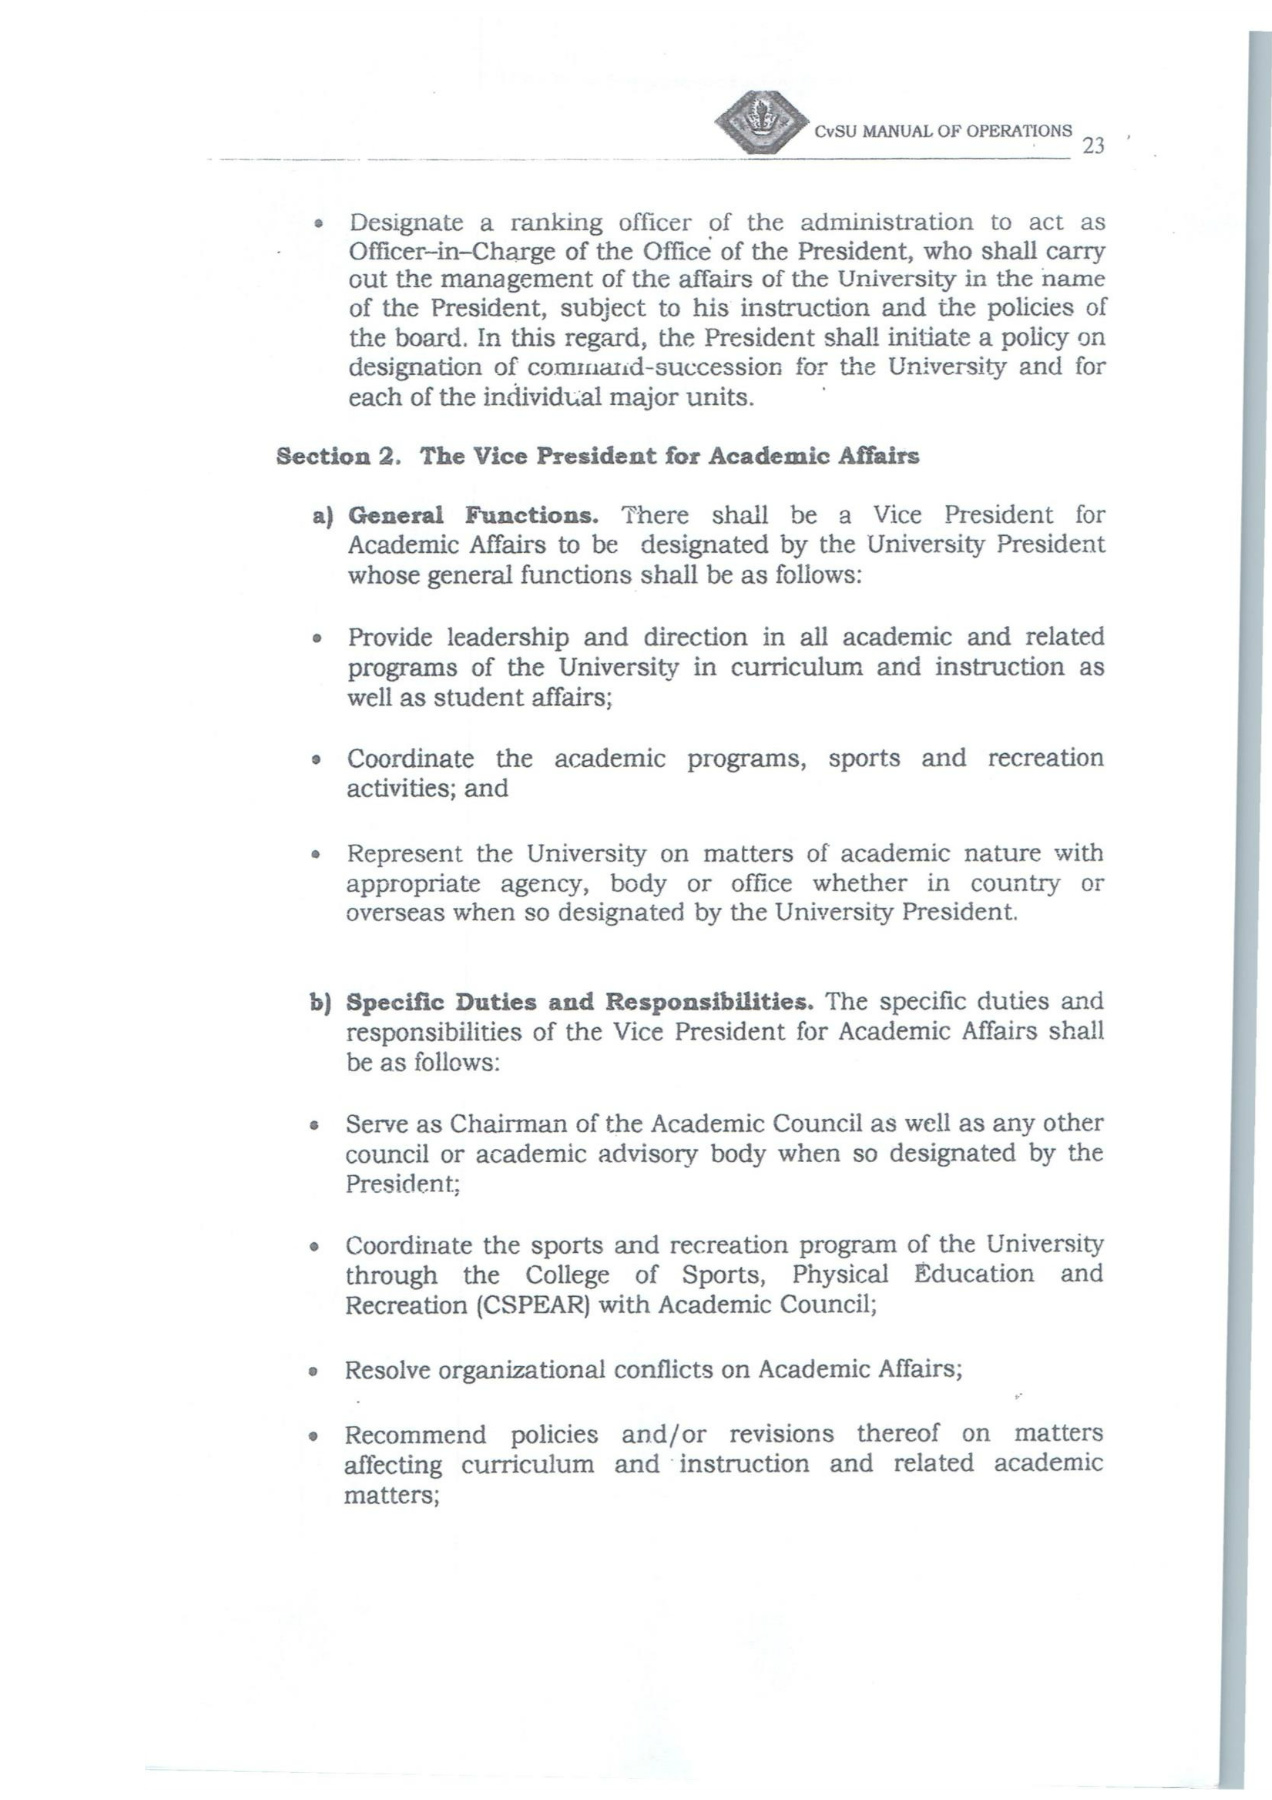 CvSU MANUAL OF OPERATIONS 23
• Designate a ranking officer of the administration to act as
Officer-in-Charge of the Office of the President, who shall carry
out the management of the affairs of the University in the name
of the President, subject to his instruction and the policies of
the board. In this regard, the President shall initiate a policy on
designation of command-succession for the University and for
each of the individual major units.
Section 2. The Vice President for Academic Affairs
a) General Functions. There shall be a Vice President for
Academic Affairs to be designated by the University President
whose general functions shall be as follows:
• Provide leadership and direction in all academic and related
programs of the University in curriculum and instruction as
well as student affairs;
• Coordinate the academic programs, sports and recreation
activities; and
• Represent the University on matters of academic nature with
appropriate agency, body or office whether in country or
overseas when so designated by the University President.
b) Specific Duties and Responsibilities. The specific duties and
responsibilities of the Vice President for Academic Affairs shall
be as follows:
• Serve as Chairman of the Academic Council as well as any other
council or academic advisory body when so designated by the
President;
• Coordinate the sports and recreation program of the University
through the College of Sports, Physical Education and
Recreation (CSPEAR) with Academic Council;
• Resolve organizational conflicts on Academic Affairs;
• Recommend policies and/or revisions thereof on matters
affecting curriculum and instruction and related academic
matters;